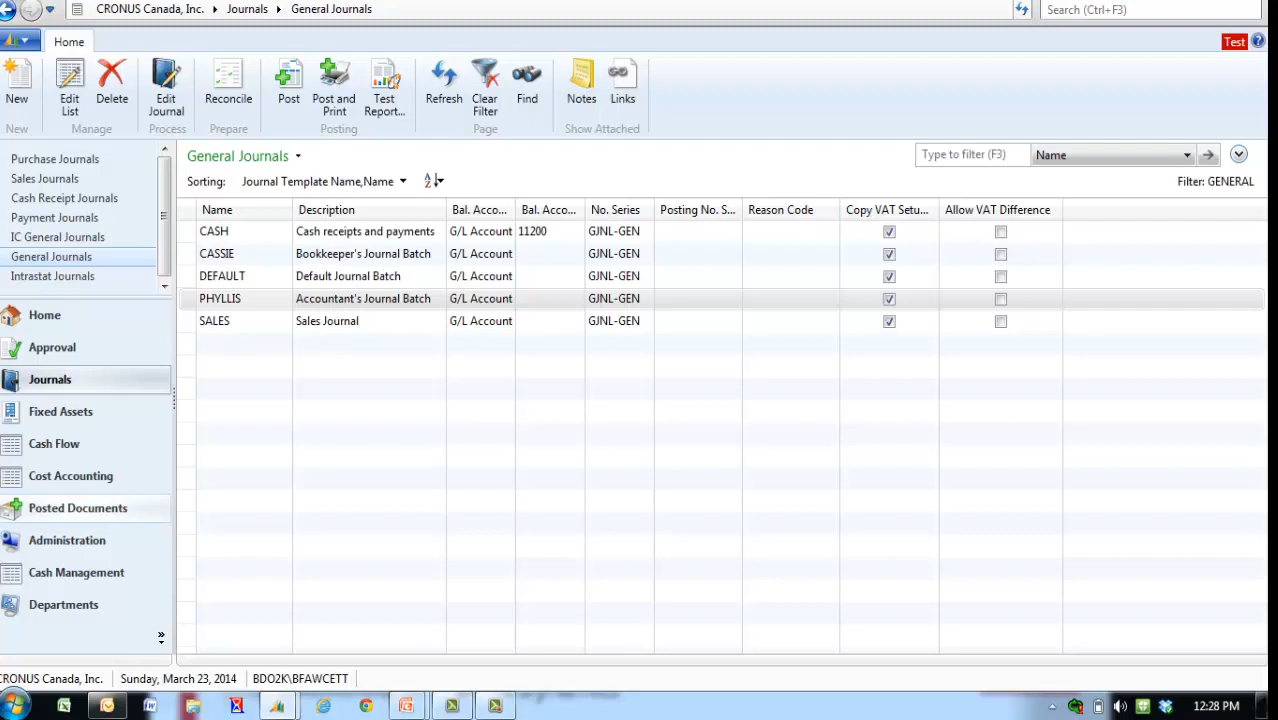 CRONUS Canada, Inc. Journals General Journals
Search (Ctrl+F3)
Home
Test
New
Edit List
Delete
Edit Journal
Reconcile
Post
Post and Print
Test Report...
Refresh
Clear Filter
Find
Notes
Links
New
Manage
Process
Prepare
Posting
Page
Show Attached
Purchase Journals
Sales Journals
Cash Receipt Journals
Payment Journals
IC General Journals
General Journals
Intrastat Journals
Home
Approval
Journals
Fixed Assets
Cash Flow
Cost Accounting
Posted Documents
Administration
Cash Management
Departments
General Journals
Type to filter (F3)
Name
Sorting: Journal Template Name,Name
Filter: GENERAL
Name Description Bal. Acco... Bal. Acco... No. Series Posting No. S... Reason Code Copy VAT Setu... Allow VAT Difference
CASH Cash receipts and payments G/L Account 11200 GJNL-GEN
CASSIE Bookkeeper's Journal Batch G/L Account GJNL-GEN
DEFAULT Default Journal Batch G/L Account GJNL-GEN
PHYLLIS Accountant's Journal Batch G/L Account GJNL-GEN
SALES Sales Journal G/L Account GJNL-GEN
CRONUS Canada, Inc. Sunday, March 23, 2014 BDO2K\BFAWCETT
12:28 PM